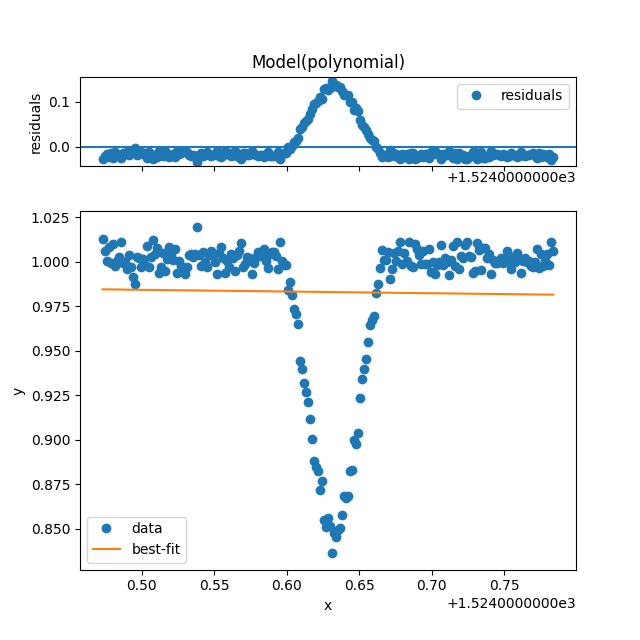 Model(polynomial)
residuals
0.1
0.0
residuals
+1.5240000000e3
1.025
1.000
0.975
0.950
0.925
0.900
0.875
0.850
y
data
best-fit
0.50
0.55
0.60
0.65
0.70
0.75
x
+1.5240000000e3